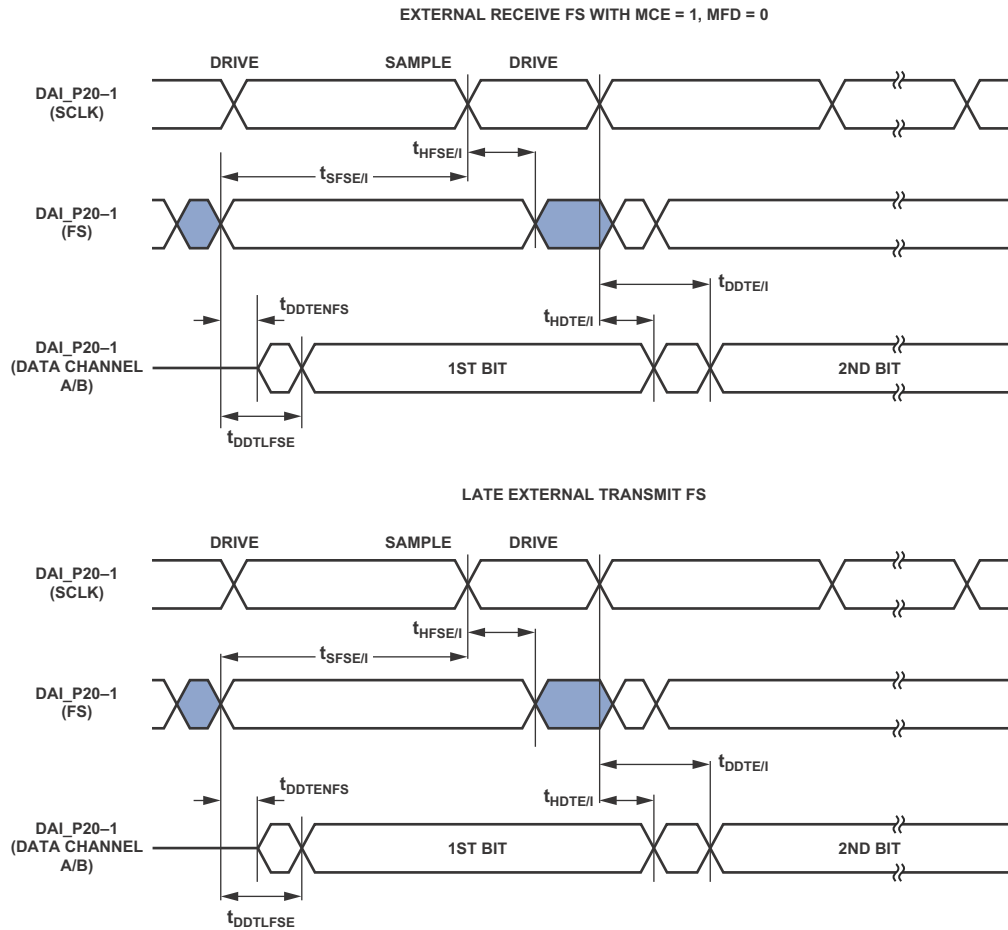 EXTERNAL RECEIVE FS WITH MCE = 1, MFD = 0
DRIVE SAMPLE DRIVE
DAI_P20–1
(SCLK)
tHFSE/I
tSFSE/I
DAI_P20–1
(FS)
tDDTE/I
tDDTENFS
tHDTE/I
DAI_P20–1
(DATA CHANNEL
A/B)
1ST BIT 2ND BIT
tDDTLFSE
LATE EXTERNAL TRANSMIT FS
DRIVE SAMPLE DRIVE
DAI_P20–1
(SCLK)
tHFSE/I
tSFSE/I
DAI_P20–1
(FS)
tDDTE/I
tDDTENFS
tHDTE/I
DAI_P20–1
(DATA CHANNEL
A/B)
1ST BIT 2ND BIT
tDDTLFSE